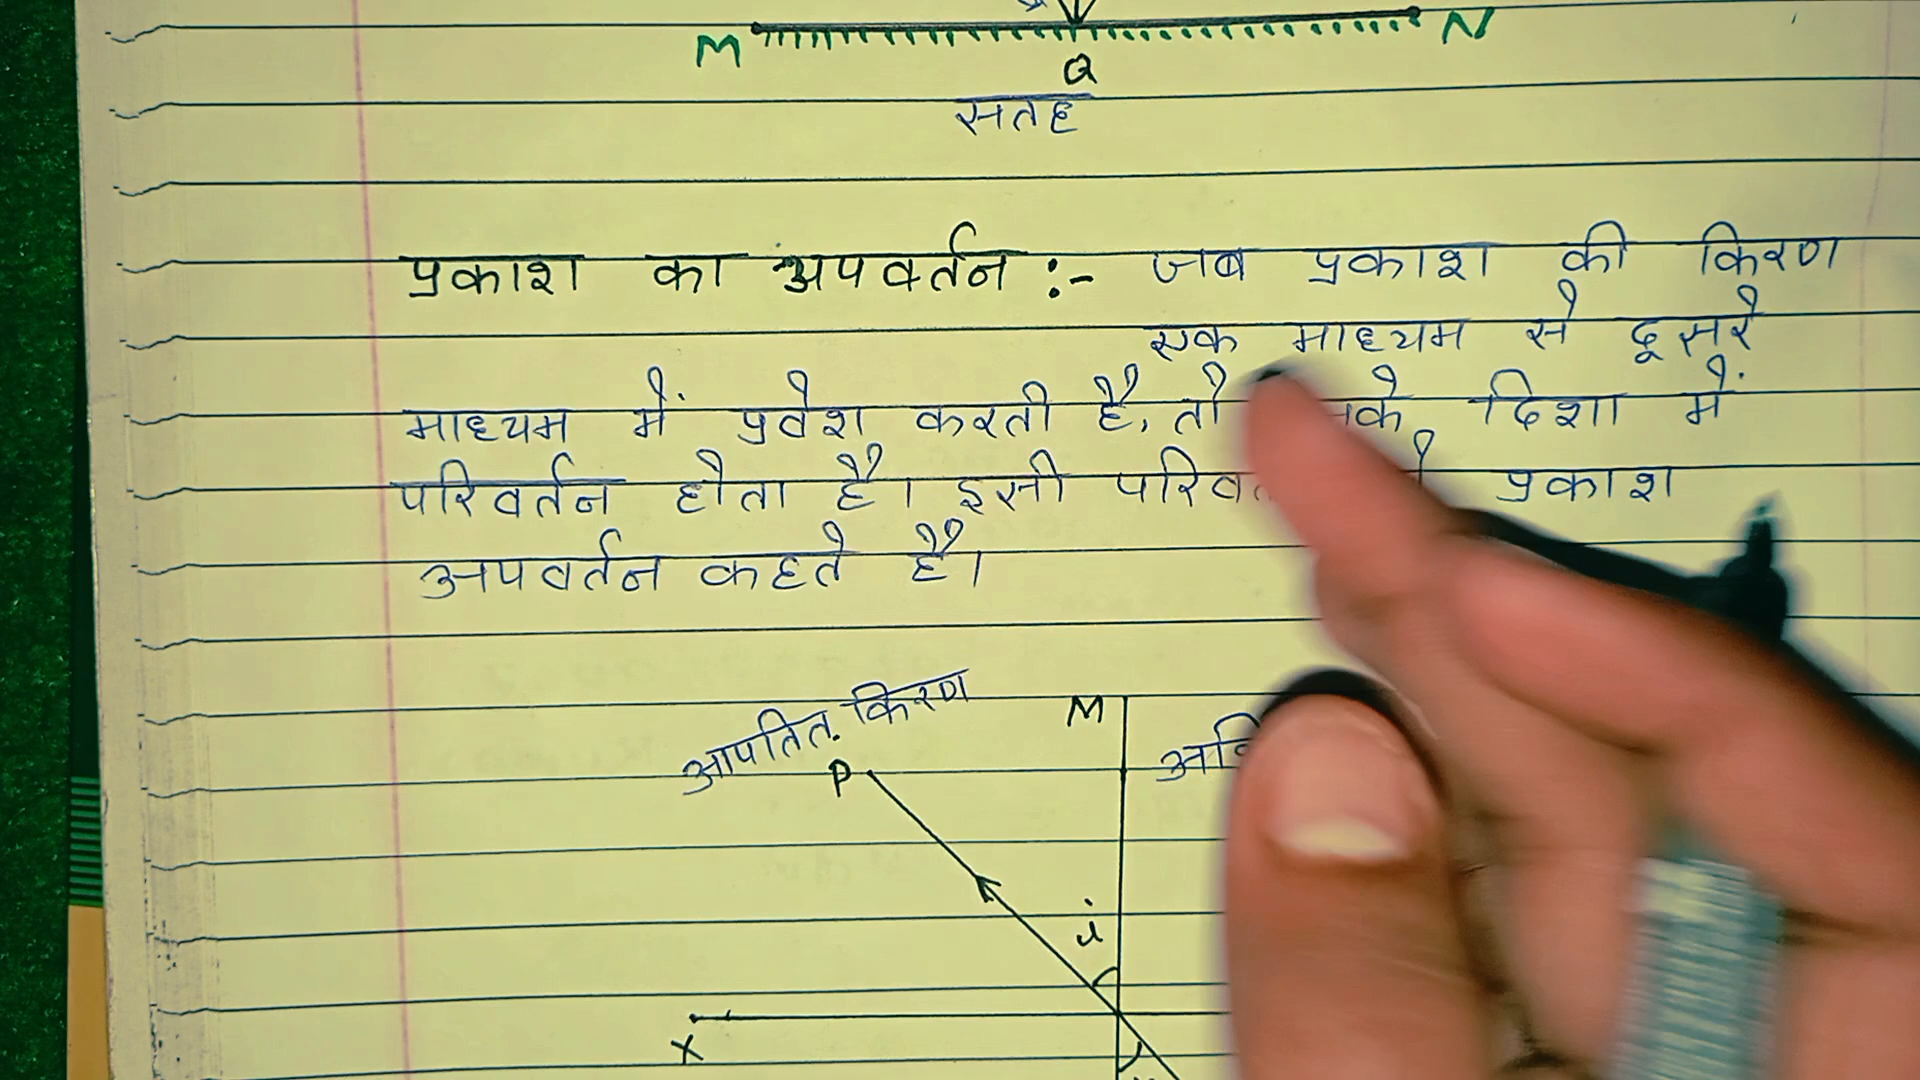 M N
Q
सतह
प्रकाश का अपवर्तन :- जब प्रकाश की किरण
एक माध्यम से दूसरे
माध्यम में प्रवेश करती है, तो दिशा में
परिवर्तन होता है। इसी प्रकाश
अपवर्तन कहते है।
आपतित किरण M
P
i
X